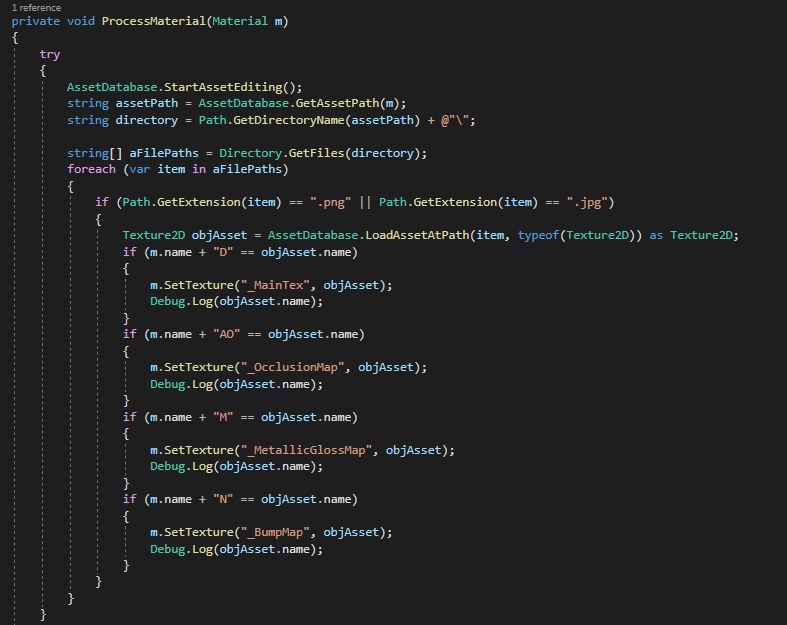 1 reference
private void ProcessMaterial(Material m)
{
try
{
AssetDatabase.StartAssetEditing();
string assetPath = AssetDatabase.GetAssetPath(m);
string directory = Path.GetDirectoryName(assetPath) + @"\";
string[] aFilePaths = Directory.GetFiles(directory);
foreach (var item in aFilePaths)
{
if (Path.GetExtension(item) == ".png" || Path.GetExtension(item) == ".jpg")
{
Texture2D objAsset = AssetDatabase.LoadAssetAtPath(item, typeof(Texture2D)) as Texture2D;
if (m.name + "D" == objAsset.name)
{
m.SetTexture("_MainTex", objAsset);
Debug.Log(objAsset.name);
}
if (m.name + "AO" == objAsset.name)
{
m.SetTexture("_OcclusionMap", objAsset);
Debug.Log(objAsset.name);
}
if (m.name + "M" == objAsset.name)
{
m.SetTexture("_MetallicGlossMap", objAsset);
Debug.Log(objAsset.name);
}
if (m.name + "N" == objAsset.name)
{
m.SetTexture("_BumpMap", objAsset);
Debug.Log(objAsset.name);
}
}
}
}